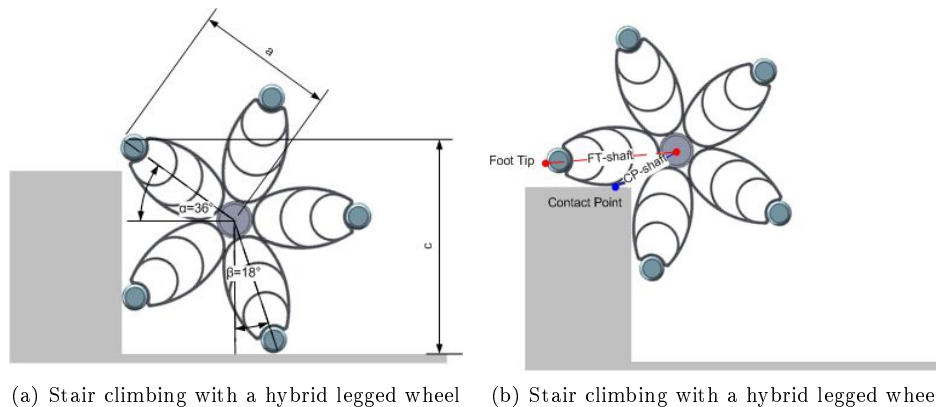 a
α=36°
β=18°
c
Foot Tip
FT-shaft
CP-shaft
Contact Point
(a) Stair climbing with a hybrid legged wheel
(b) Stair climbing with a hybrid legged whee